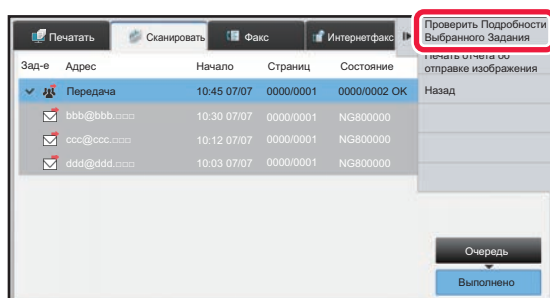 Печатать Сканировать Факс Интернетфакс
Проверить Подробности
Выбранного Задания
Печать отчета об
отправке изображения
Назад
Зад-е Адрес Начало Страниц Состояние
Передача 10:45 07/07 0000/0001 0000/0002 OK
bbb@bbb.□□□ 10:30 07/07 0000/0001 NG800000
ccc@ccc.□□□ 10:12 07/07 0000/0001 NG800000
ddd@ddd.□□□ 10:03 07/07 0000/0001 NG800000
Очередь
Выполнено